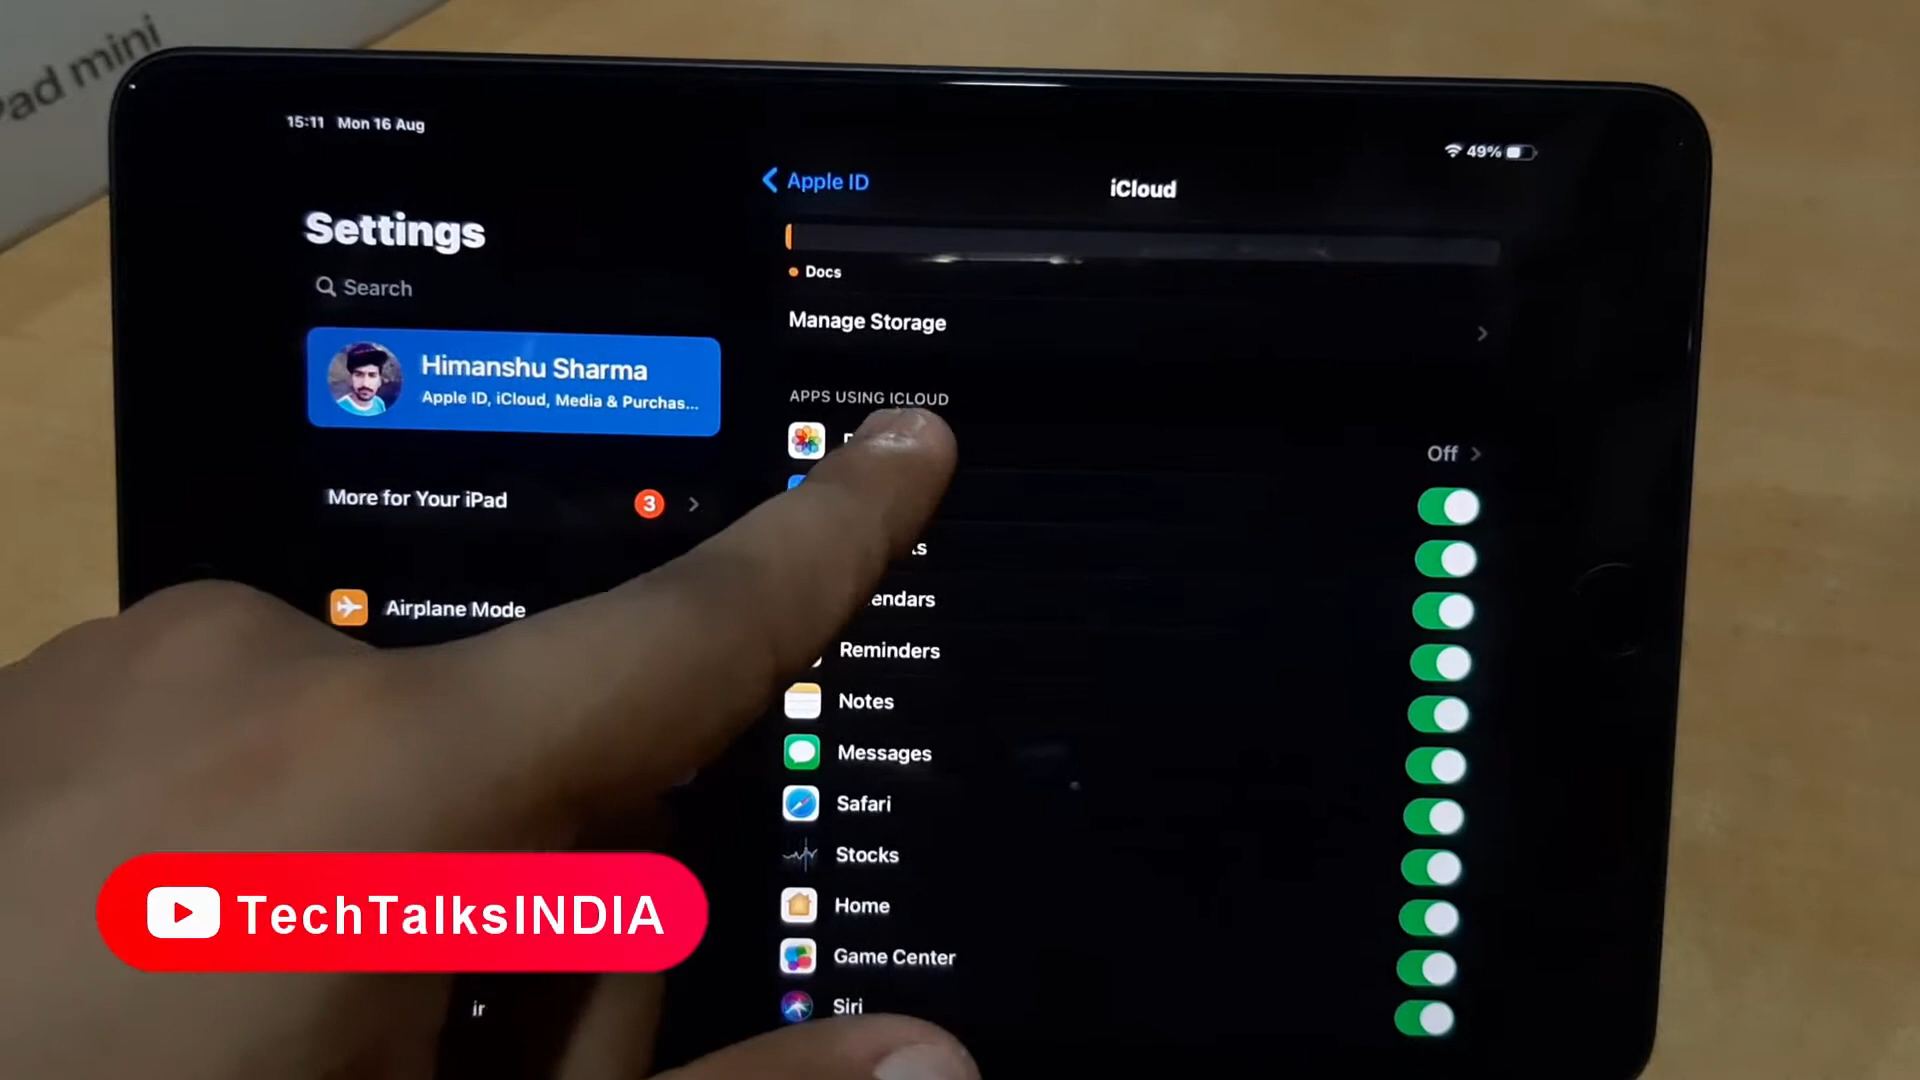 Pad mini
15:11 Mon 16 Aug
49%
Settings
Search
Himanshu Sharma
Apple ID, iCloud, Media & Purchas...
More for Your iPad
3
Airplane Mode
Apple ID
iCloud
Docs
Manage Storage
APPS USING ICLOUD
Off
Reminders
Notes
Messages
Safari
Stocks
Home
Game Center
Siri
TechTalksINDIA